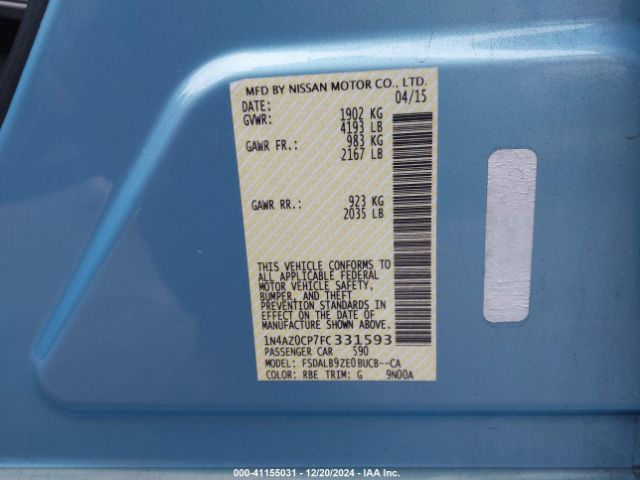 MFD BY NISSAN MOTOR CO., LTD.
DATE: 04/15
GVWR: 1902 KG
4193 LB
GAWR FR.: 983 KG
2167 LB
GAWR RR.: 923 KG
2035 LB
THIS VEHICLE CONFORMS TO
ALL APPLICABLE FEDERAL
MOTOR VEHICLE SAFETY,
BUMPER, AND THEFT
PREVENTION STANDARDS IN
EFFECT ON THE DATE OF
MANUFACTURE SHOWN ABOVE.
1N4AZ0CP7FC331593
PASSENGER CAR 590
MODEL: FSDALB9ZE0BUCB--CA
COLOR: RBE TRIM: G 9N00A
000-41155031 - 12/20/2024 - IAA Inc.